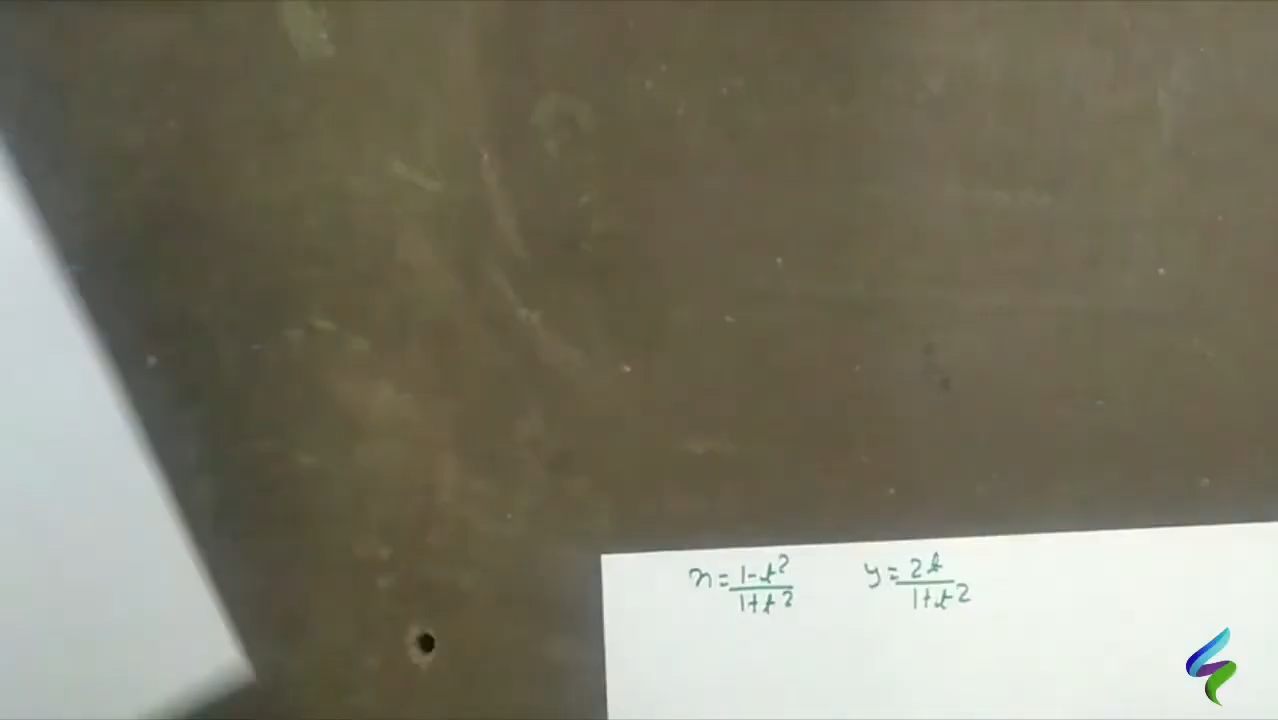 x = (1-t²)/(1+t²)    y = 2t/(1+t²)